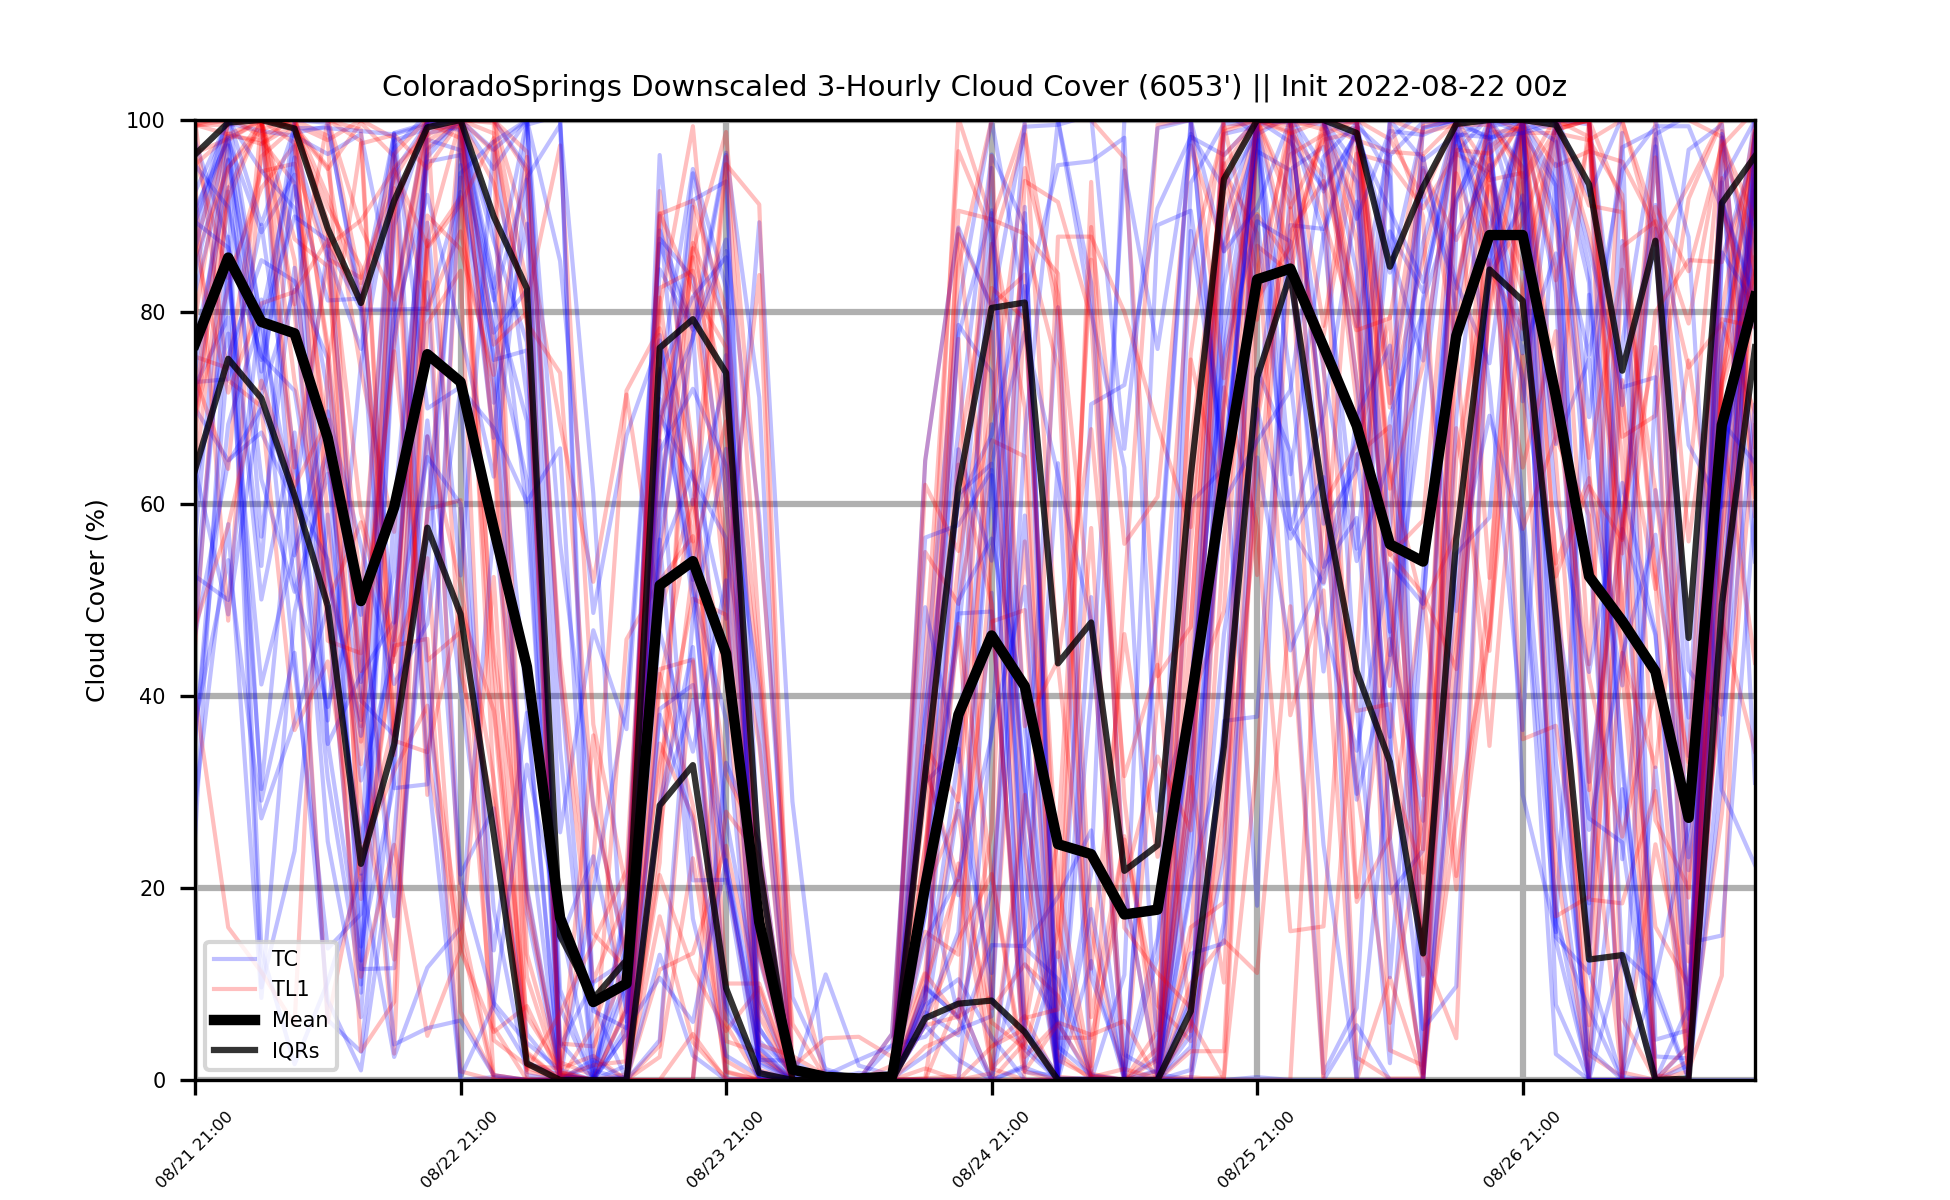 ColoradoSprings Downscaled 3-Hourly Cloud Cover (6053') || Init 2022-08-22 00z
Cloud Cover (%)
100
80
60
40
20
0
TC
TL1
Mean
IQRs
08/21 21:00
08/22 21:00
08/23 21:00
08/24 21:00
08/25 21:00
08/26 21:00